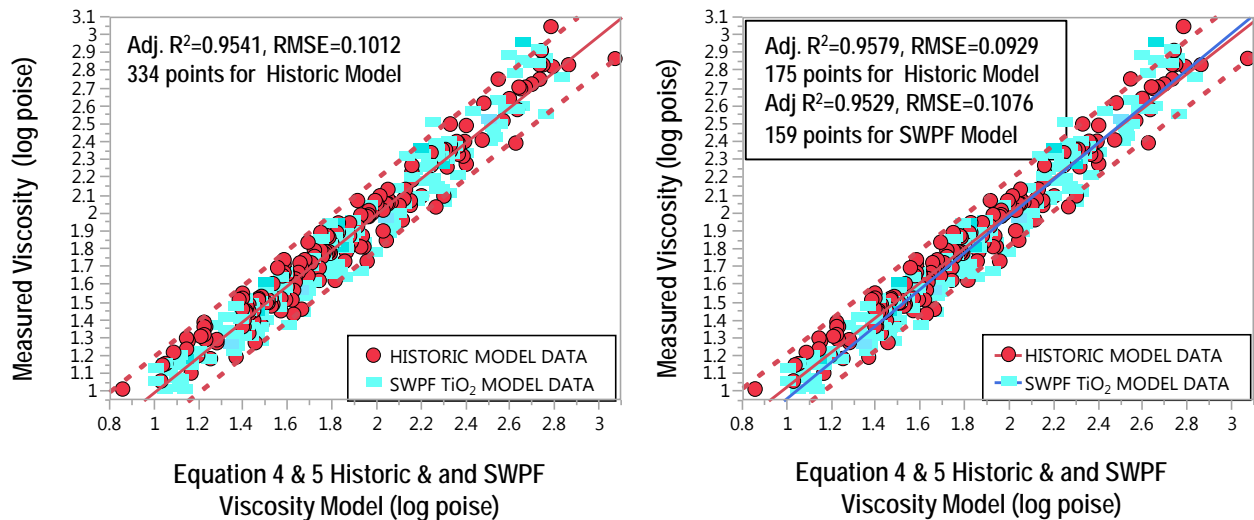 Adj. R²=0.9541, RMSE=0.1012
334 points for Historic Model
Measured Viscosity (log poise)
3.1
2.9
3
2.8
2.7
2.6
2.5
2.4
2.3
2.2
2.1
2
1.9
1.8
1.7
1.6
1.5
1.4
1.3
1.2
1.1
1
HISTORIC MODEL DATA
SWPF TiO₂ MODEL DATA
0.8 1 1.2 1.4 1.6 1.8 2 2.2 2.4 2.6 2.8 3
Equation 4 & 5 Historic & and SWPF
Viscosity Model (log poise)
Adj. R²=0.9579, RMSE=0.0929
175 points for Historic Model
Adj R²=0.9529, RMSE=0.1076
159 points for SWPF Model
Measured Viscosity (log poise)
3.1
2.9
3
2.8
2.7
2.6
2.5
2.4
2.3
2.2
2.1
2
1.9
1.8
1.7
1.6
1.5
1.4
1.3
1.2
1.1
1
HISTORIC MODEL DATA
SWPF TiO₂ MODEL DATA
0.8 1 1.2 1.4 1.6 1.8 2 2.2 2.4 2.6 2.8 3
Equation 4 & 5 Historic & and SWPF
Viscosity Model (log poise)